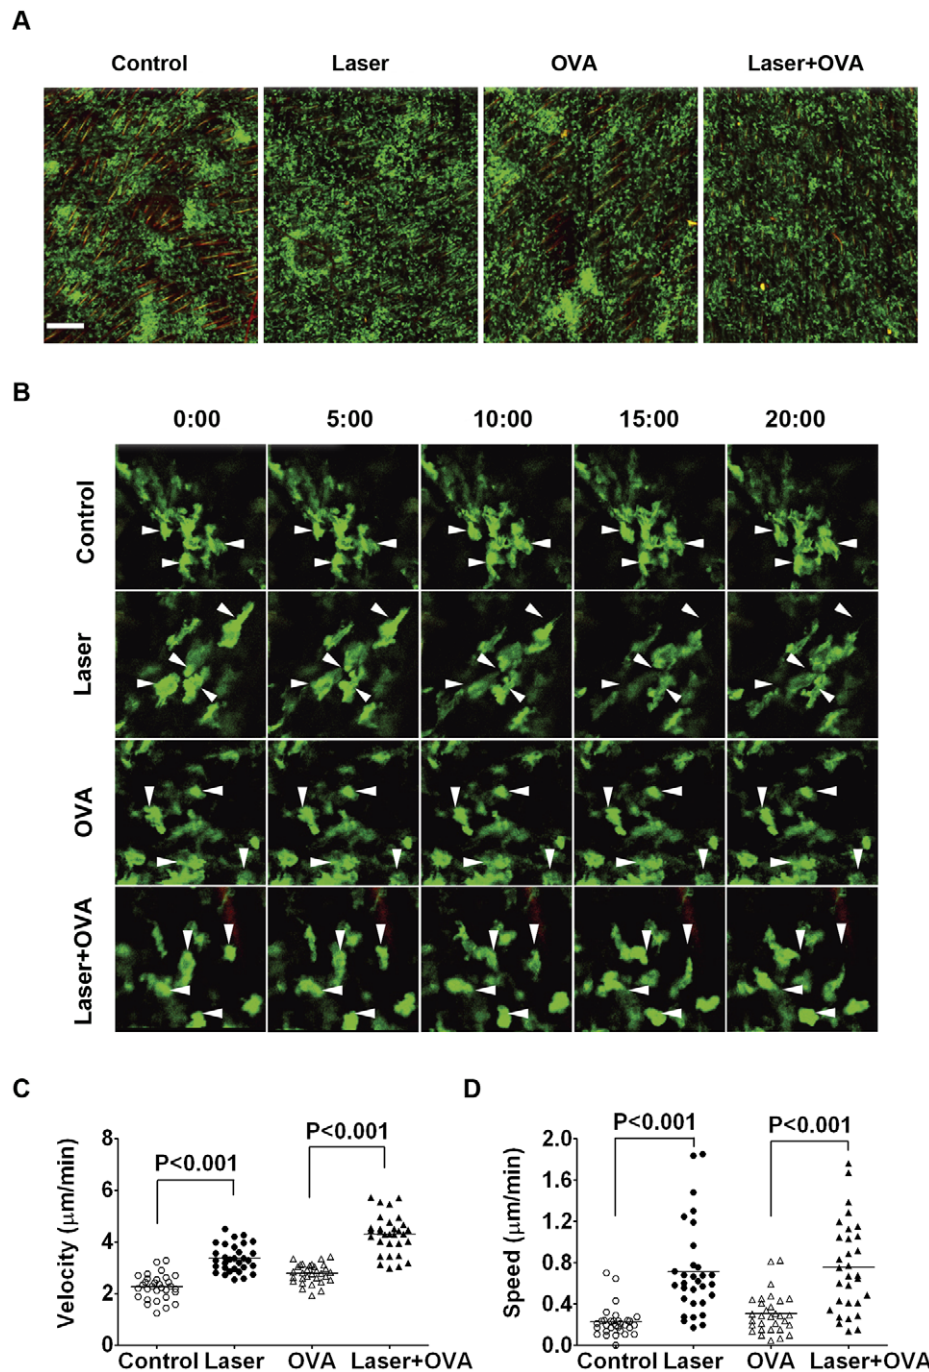 A
Control Laser OVA Laser+OVA
B
0:00 5:00 10:00 15:00 20:00
Control
Laser
OVA
Laser+OVA
C
Velocity (μm/min)
8
6
4
2
0
P<0.001
P<0.001
Control Laser OVA Laser+OVA
D
Speed (μm/min)
2.0
1.6
1.2
0.8
0.4
0.0
P<0.001
P<0.001
Control Laser OVA Laser+OVA